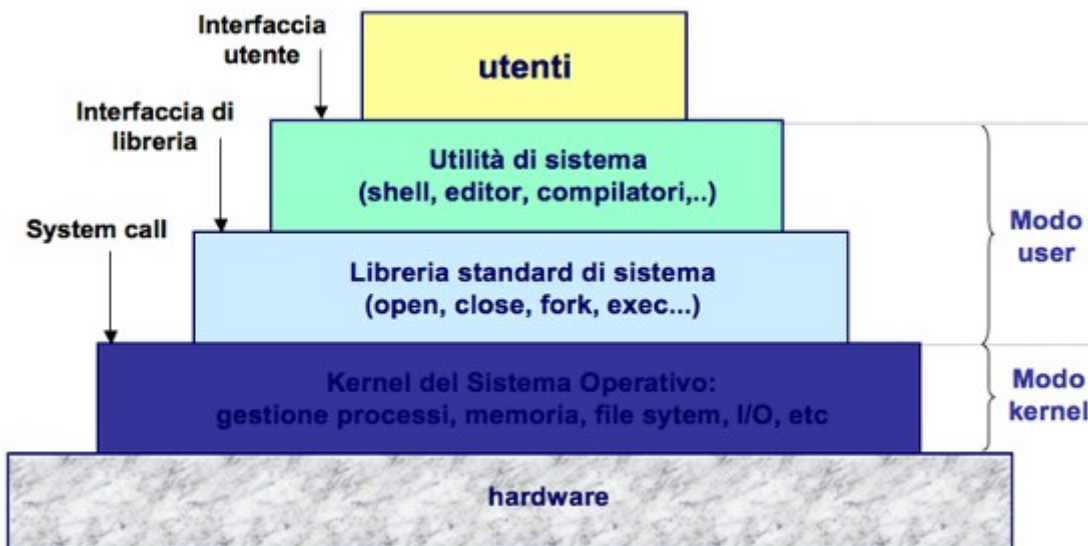 Interfaccia
utente
utenti
Interfaccia di
libreria
Utilità di sistema
(shell, editor, compilatori,..)
System call
Modo
user
Libreria standard di sistema
(open, close, fork, exec...)
Kernel del Sistema Operativo:
gestione processi, memoria, file sytem, I/O, etc
Modo
kernel
hardware